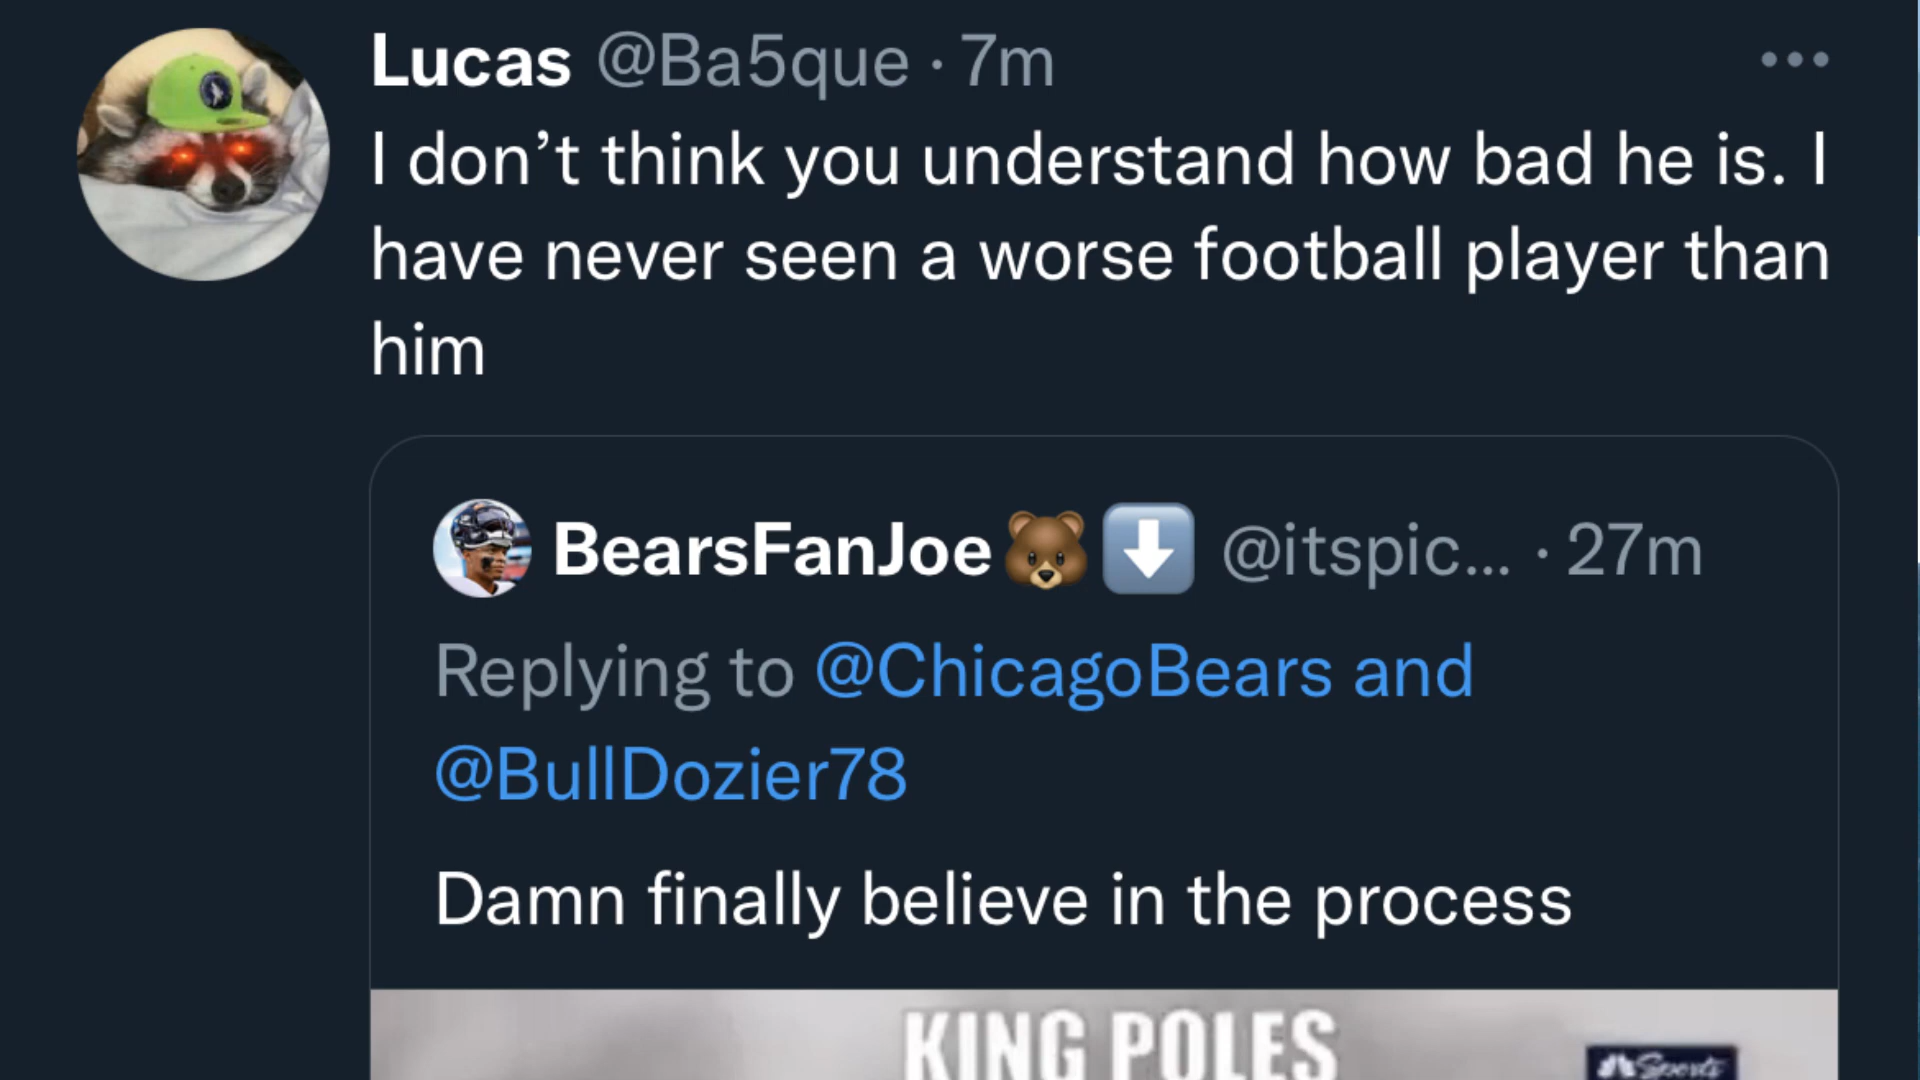 Lucas @Ba5que · 7m
I don’t think you understand how bad he is. I
have never seen a worse football player than
him
BearsFanJoe🐻⬇️ @itspic... · 27m
Replying to @ChicagoBears and
@BullDozier78
Damn finally believe in the process
KING POLES
Sports